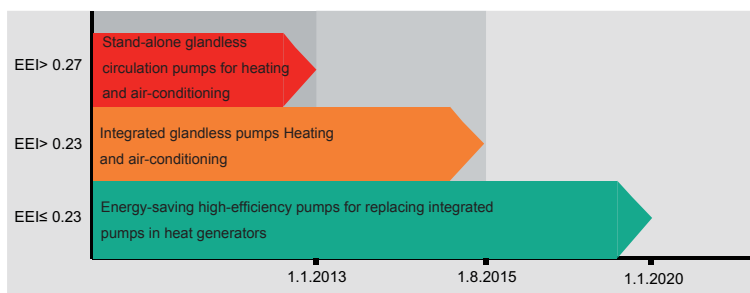 EEI> 0.27
Stand-alone glandless
circulation pumps for heating
and air-conditioning
EEI> 0.23
Integrated glandless pumps Heating
and air-conditioning
EEI≤ 0.23
Energy-saving high-efficiency pumps for replacing integrated
pumps in heat generators
1.1.2013
1.8.2015
1.1.2020